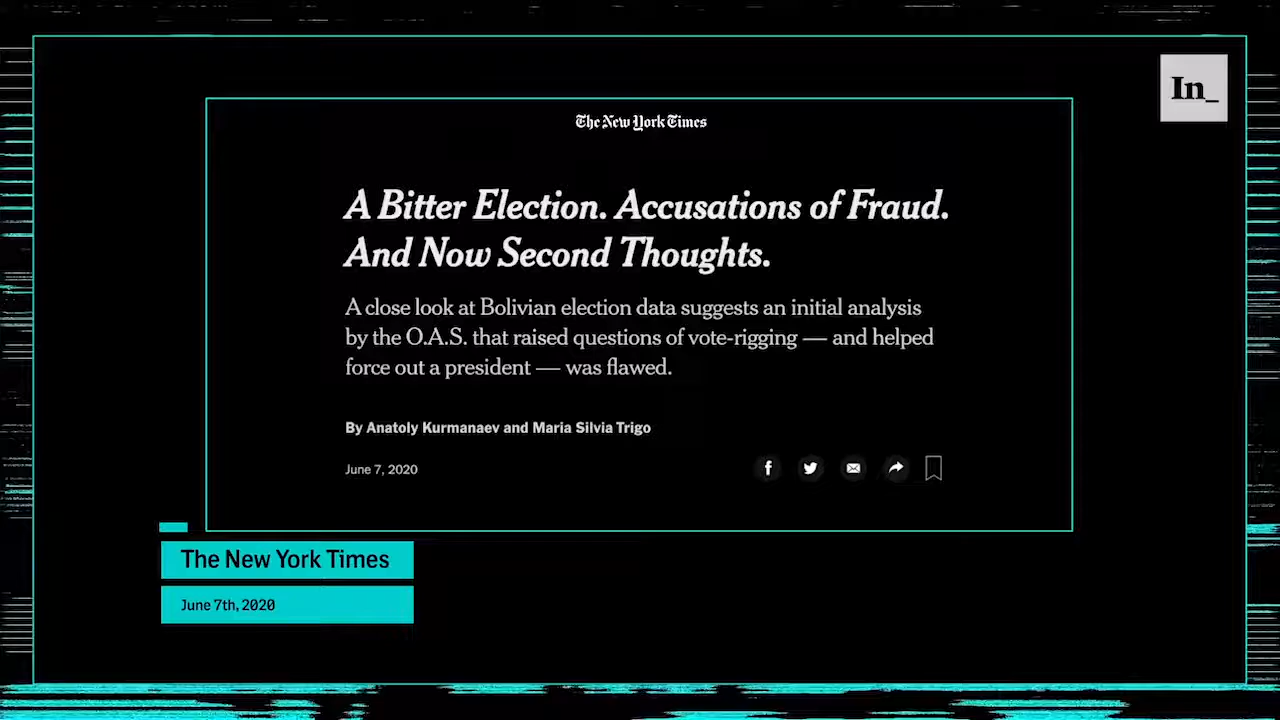 In_
The New York Times
A Bitter Election. Accusations of Fraud.
And Now Second Thoughts.
A close look at Bolivian election data suggests an initial analysis
by the O.A.S. that raised questions of vote-rigging — and helped
force out a president — was flawed.
By Anatoly Kurmanaev and Maria Silvia Trigo
June 7, 2020
The New York Times
June 7th, 2020